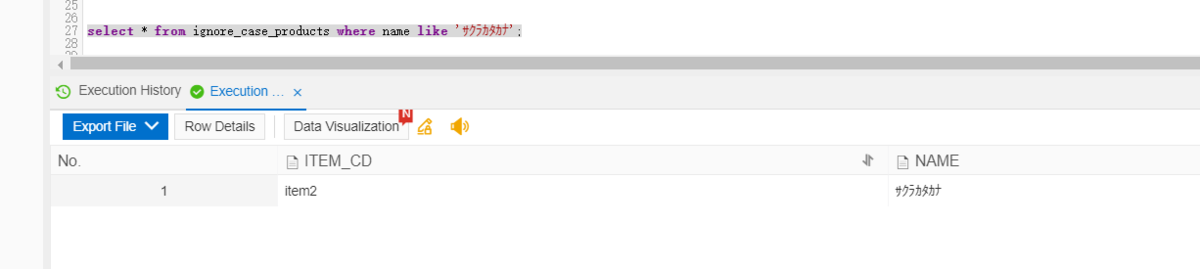 25
26
27 select * from ignore_case_products where name like 'ｻｸﾗｶﾀｶﾅ';
28
Execution History Execution ... ×
Export File Row Details Data Visualization N
No. ITEM_CD NAME
1 item2 ｻｸﾗｶﾀｶﾅ